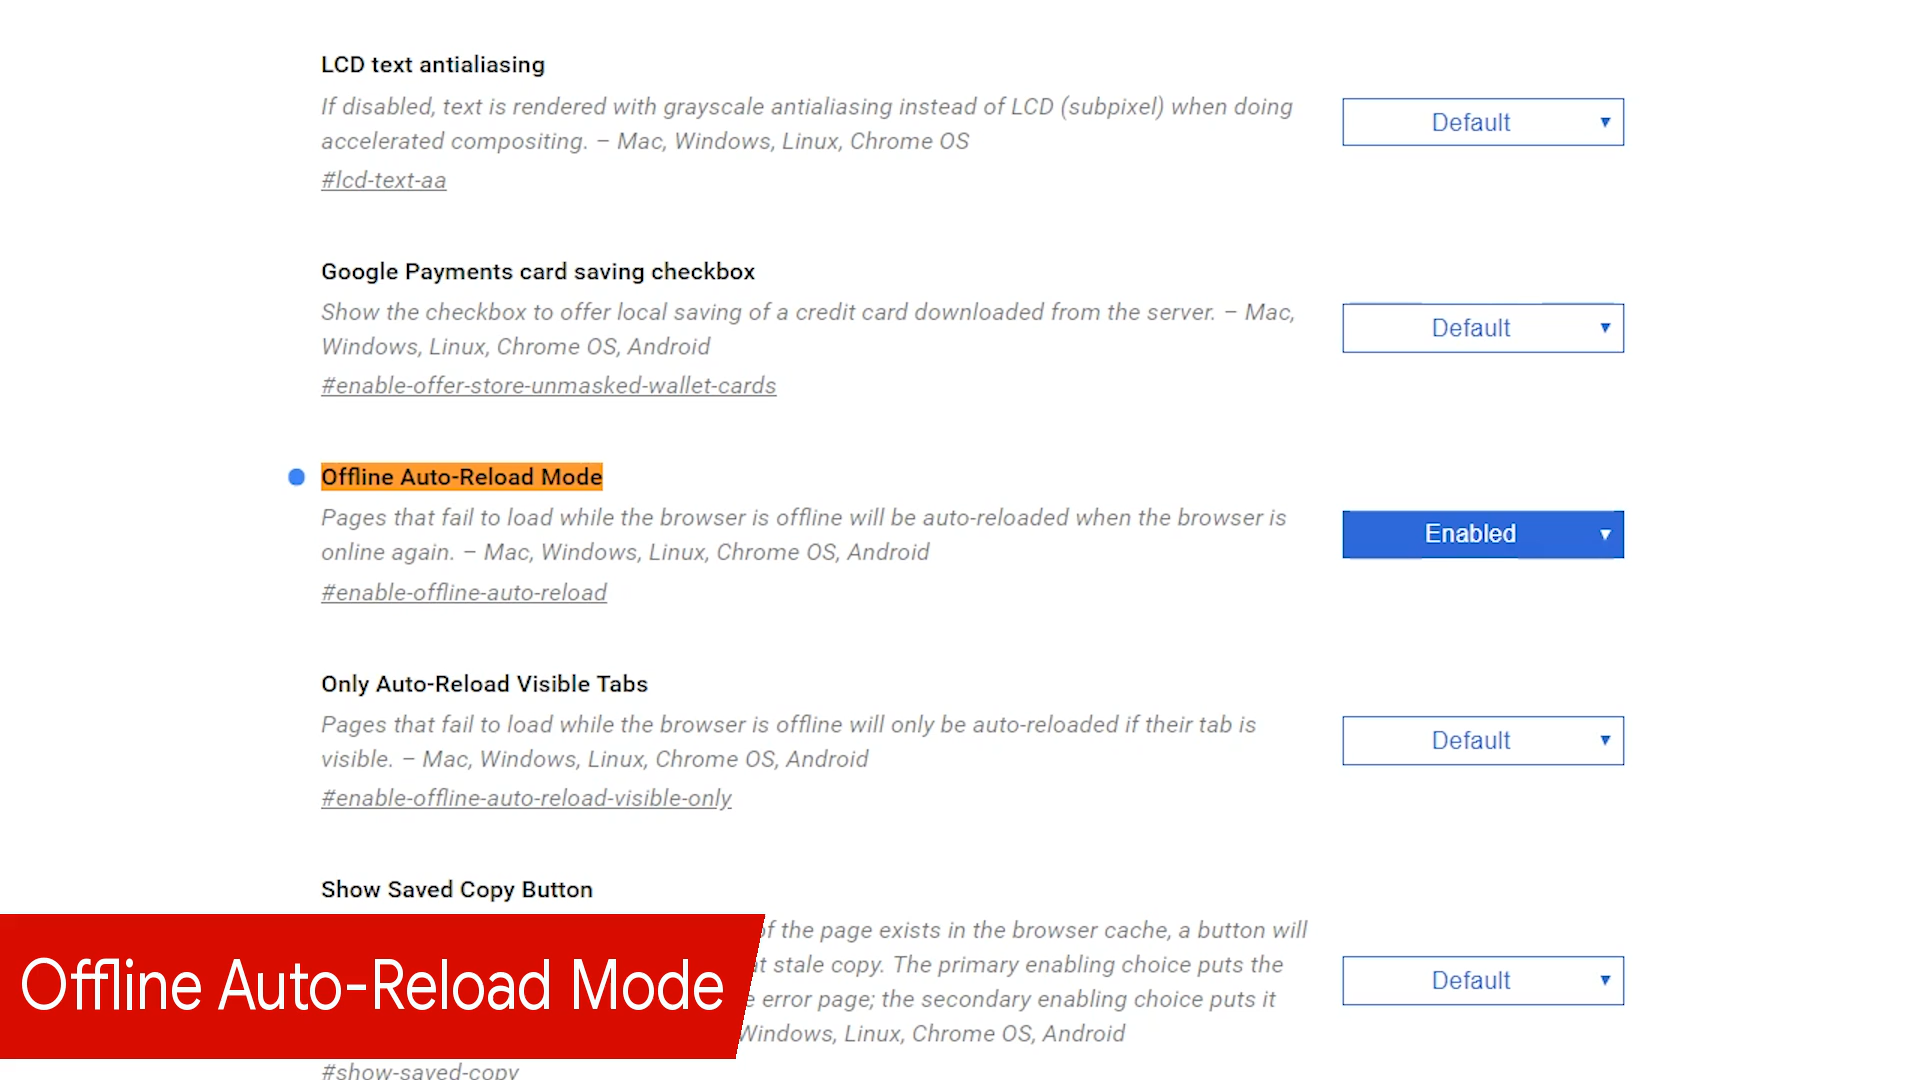 LCD text antialiasing
If disabled, text is rendered with grayscale antialiasing instead of LCD (subpixel) when doing
accelerated compositing. – Mac, Windows, Linux, Chrome OS
Default
#lcd-text-aa
Google Payments card saving checkbox
Show the checkbox to offer local saving of a credit card downloaded from the server. – Mac,
Windows, Linux, Chrome OS, Android
Default
#enable-offer-store-unmasked-wallet-cards
Offline Auto-Reload Mode
Pages that fail to load while the browser is offline will be auto-reloaded when the browser is
online again. – Mac, Windows, Linux, Chrome OS, Android
Enabled
#enable-offline-auto-reload
Only Auto-Reload Visible Tabs
Pages that fail to load while the browser is offline will only be auto-reloaded if their tab is
visible. – Mac, Windows, Linux, Chrome OS, Android
Default
#enable-offline-auto-reload-visible-only
Show Saved Copy Button
of the page exists in the browser cache, a button will
stale copy. The primary enabling choice puts the
error page; the secondary enabling choice puts it
Windows, Linux, Chrome OS, Android
Default
#show-saved-copy
Offline Auto-Reload Mode